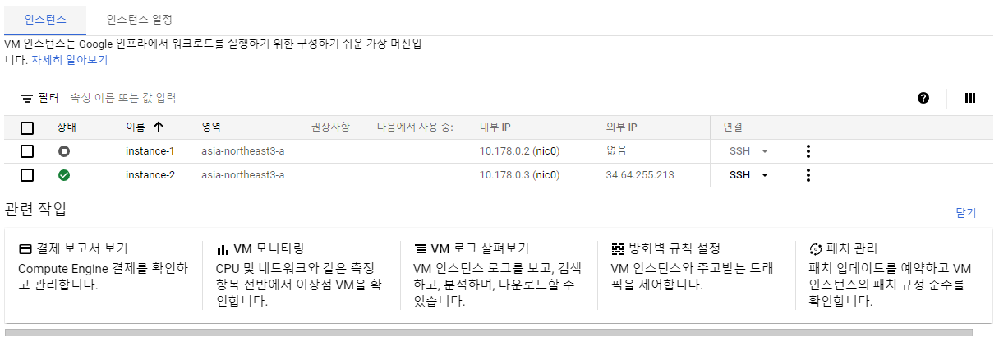 인스턴스 인스턴스 일정
VM 인스턴스는 Google 인프라에서 워크로드를 실행하기 위한 구성하기 쉬운 가상 머신입
니다. 자세히 알아보기
필터 속성 이름 또는 값 입력
상태 이름 영역 권장사항 다음에서 사용 중: 내부 IP 외부 IP 연결
instance-1 asia-northeast3-a 10.178.0.2 (nic0) 없음 SSH
instance-2 asia-northeast3-a 10.178.0.3 (nic0) 34.64.255.213 SSH
관련 작업 닫기
결제 보고서 보기
Compute Engine 결제를 확인하
고 관리합니다.
VM 모니터링
CPU 및 네트워크와 같은 측정
항목 전반에서 이상점 VM을 확
인합니다.
VM 로그 살펴보기
VM 인스턴스 로그를 보고, 검색
하고, 분석하며, 다운로드할 수
있습니다.
방화벽 규칙 설정
VM 인스턴스와 주고받는 트래
픽을 제어합니다.
패치 관리
패치 업데이트를 예약하고 VM
인스턴스의 패치 규정 준수를
확인합니다.